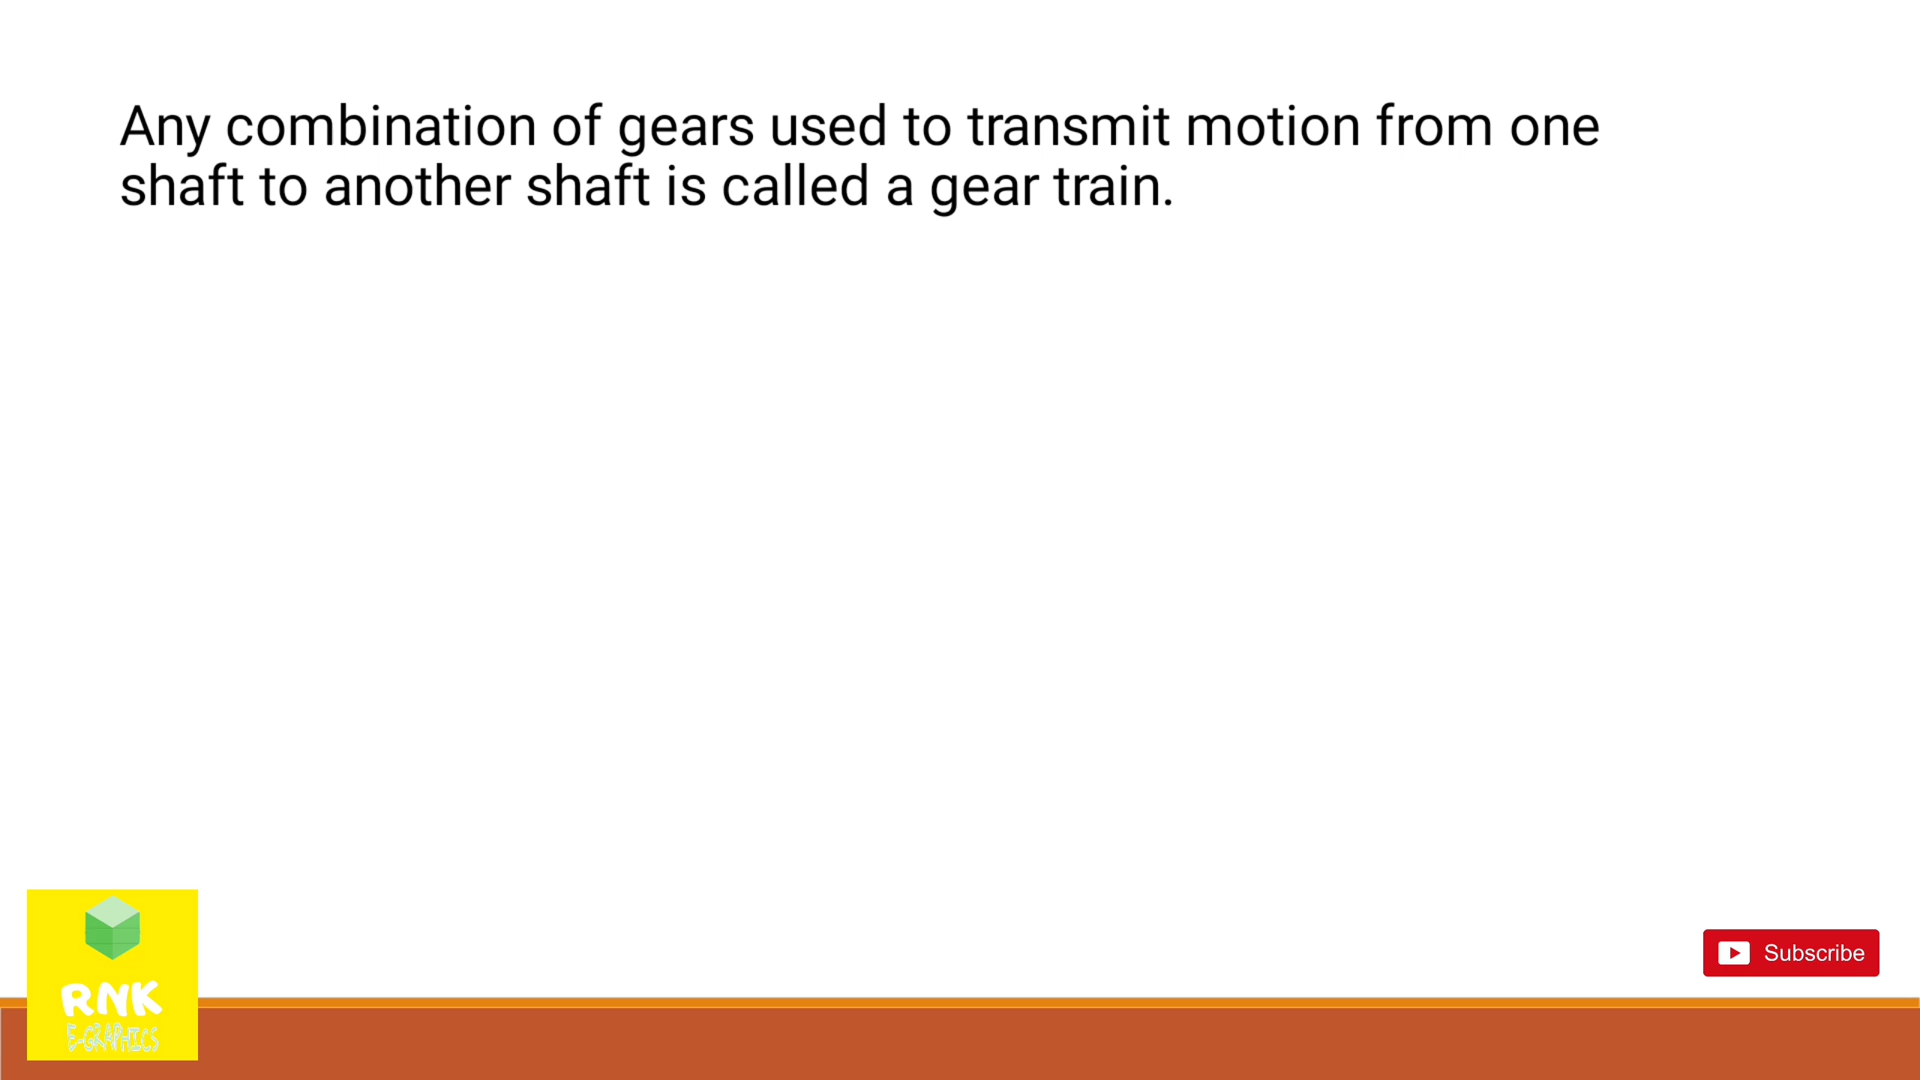 Any combination of gears used to transmit motion from one
shaft to another shaft is called a gear train.
RNK
E-GRAPHICS
Subscribe